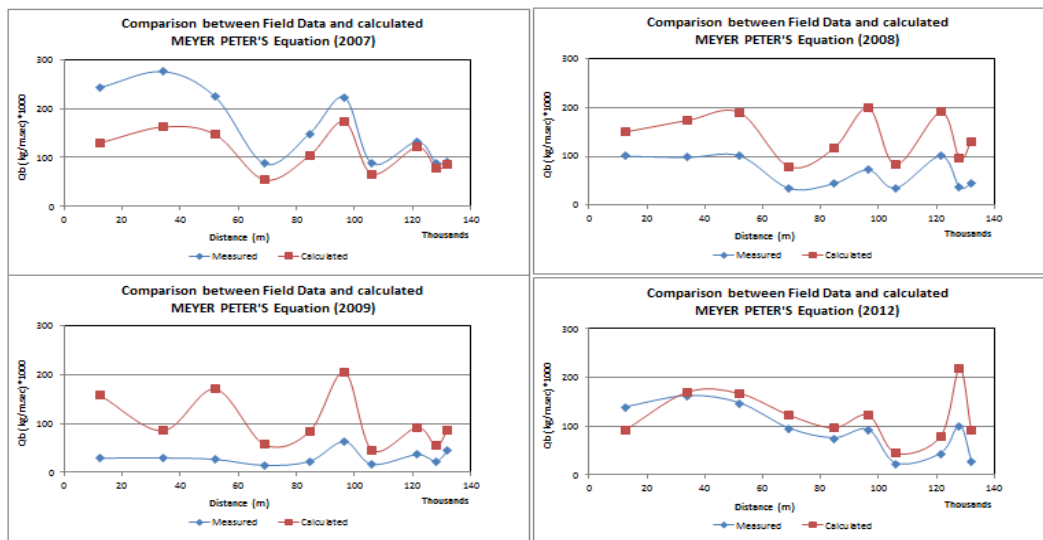 Comparison between Field Data and calculated
MEYER PETER'S Equation (2007)
300
200
100
0
Qb (kg/m.sec) *1000
0 20 40 60 80 100 120 140
Distance (m)
Thousands
Measured Calculated
Comparison between Field Data and calculated
MEYER PETER'S Equation (2008)
300
200
100
0
Qb (kg/m.sec) *1000
0 20 40 60 80 100 120 140
Distance (m)
Thousands
Measured Calculated
Comparison between Field Data and calculated
MEYER PETER'S Equation (2009)
300
200
100
0
Qb (kg/m.sec) *1000
0 20 40 60 80 100 120 140
Distance (m)
Thousands
Measured Calculated
Comparison between Field Data and calculated
MEYER PETER'S Equation (2012)
300
200
100
0
Qb (kg/m.sec) *1000
0 20 40 60 80 100 120 140
Distance (m)
Thousands
Measured Calculated